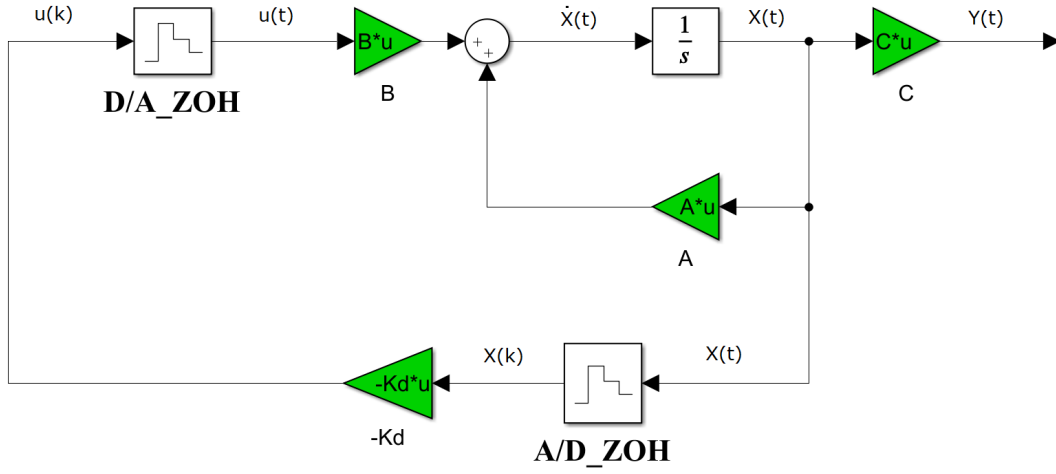 u(k)
u(t)
Ẋ(t)
X(t)
Y(t)
B*u
+
+
1
s
C*u
D/A_ZOH
B
C
A*u
A
X(k)
X(t)
-Kd*u
-Kd
A/D_ZOH